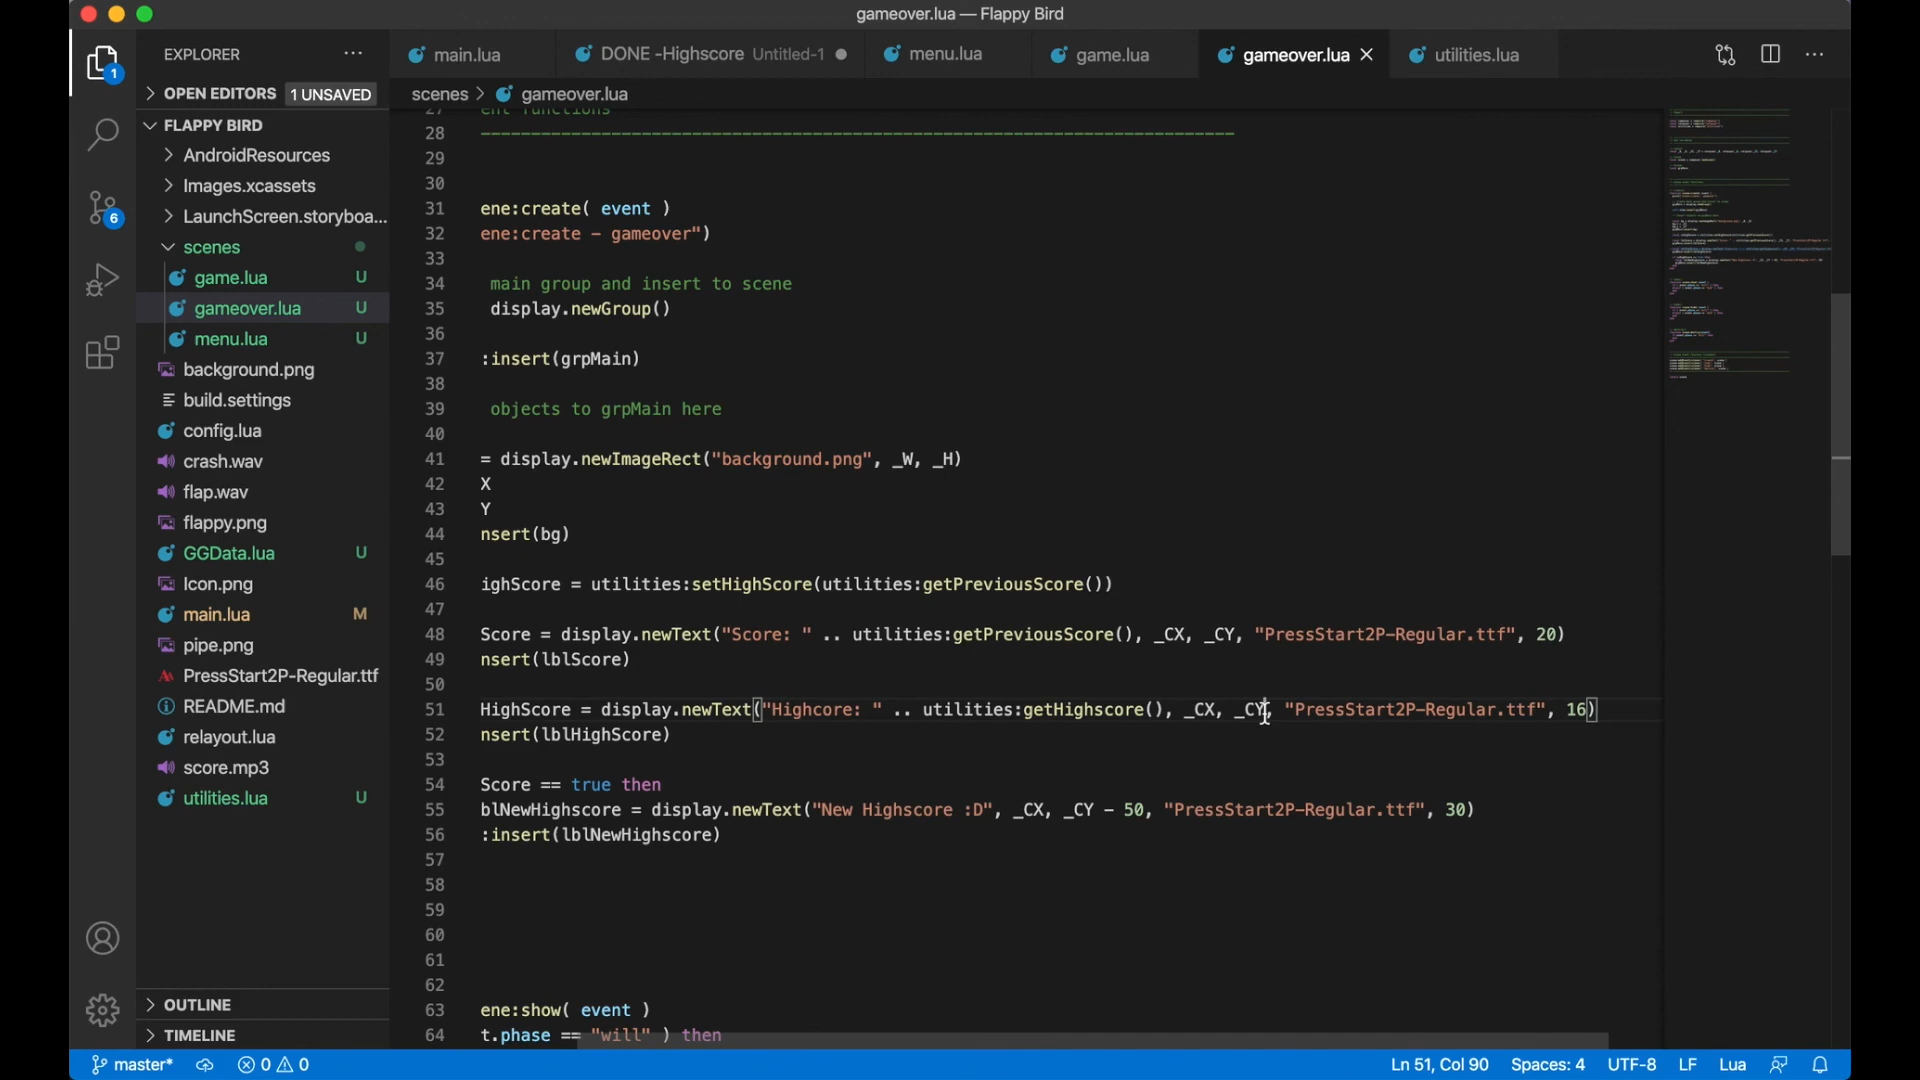 gameover.lua — Flappy Bird
EXPLORER
main.lua
DONE -Highscore Untitled-1
menu.lua
game.lua
gameover.lua
utilities.lua
1
OPEN EDITORS 1 UNSAVED
scenes > gameover.lua
FLAPPY BIRD
AndroidResources
Images.xcassets
LaunchScreen.storyboa...
6
scenes
game.lua U
gameover.lua U
menu.lua U
background.png
build.settings
config.lua
crash.wav
flap.wav
flappy.png
GGData.lua U
Icon.png
main.lua M
pipe.png
PressStart2P-Regular.ttf
README.md
relayout.lua
score.mp3
utilities.lua U
OUTLINE
TIMELINE
27 ent functions
28 ---------------------------------------------------------------------------
29
30
31 ene:create( event )
32 ene:create - gameover")
33
34 main group and insert to scene
35 display.newGroup()
36
37 :insert(grpMain)
38
39 objects to grpMain here
40
41 = display.newImageRect("background.png", _W, _H)
42 X
43 Y
44 nsert(bg)
45
46 ighScore = utilities:setHighScore(utilities:getPreviousScore())
47
48 Score = display.newText("Score: " .. utilities:getPreviousScore(), _CX, _CY, "PressStart2P-Regular.ttf", 20)
49 nsert(lblScore)
50
51 HighScore = display.newText("Highcore: " .. utilities:getHighscore(), _CX, _CY, "PressStart2P-Regular.ttf", 16)
52 nsert(lblHighScore)
53
54 Score == true then
55 blNewHighscore = display.newText("New Highscore :D", _CX, _CY - 50, "PressStart2P-Regular.ttf", 30)
56 :insert(lblNewHighscore)
57
58
59
60
61
62
63 ene:show( event )
64 t.phase == "will" ) then
master* 0 0 Ln 51, Col 90 Spaces: 4 UTF-8 LF Lua